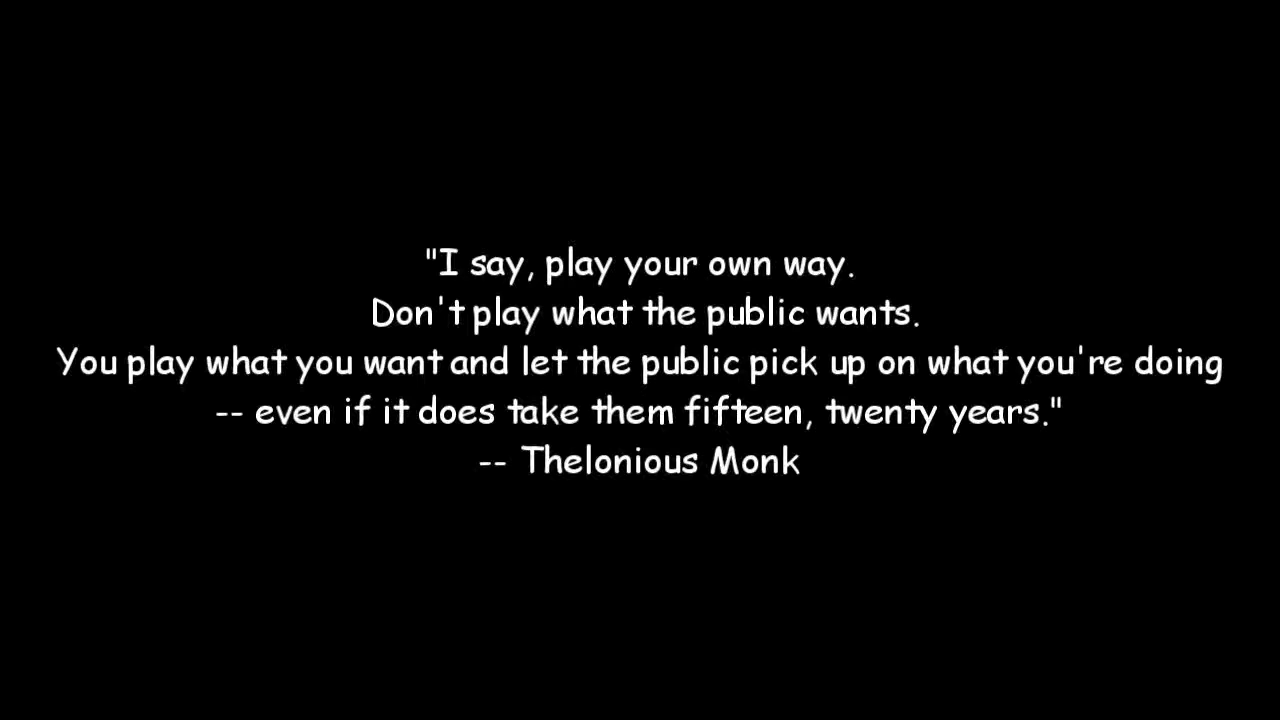 "I say, play your own way.
Don't play what the public wants.
You play what you want and let the public pick up on what you're doing
-- even if it does take them fifteen, twenty years."
-- Thelonious Monk